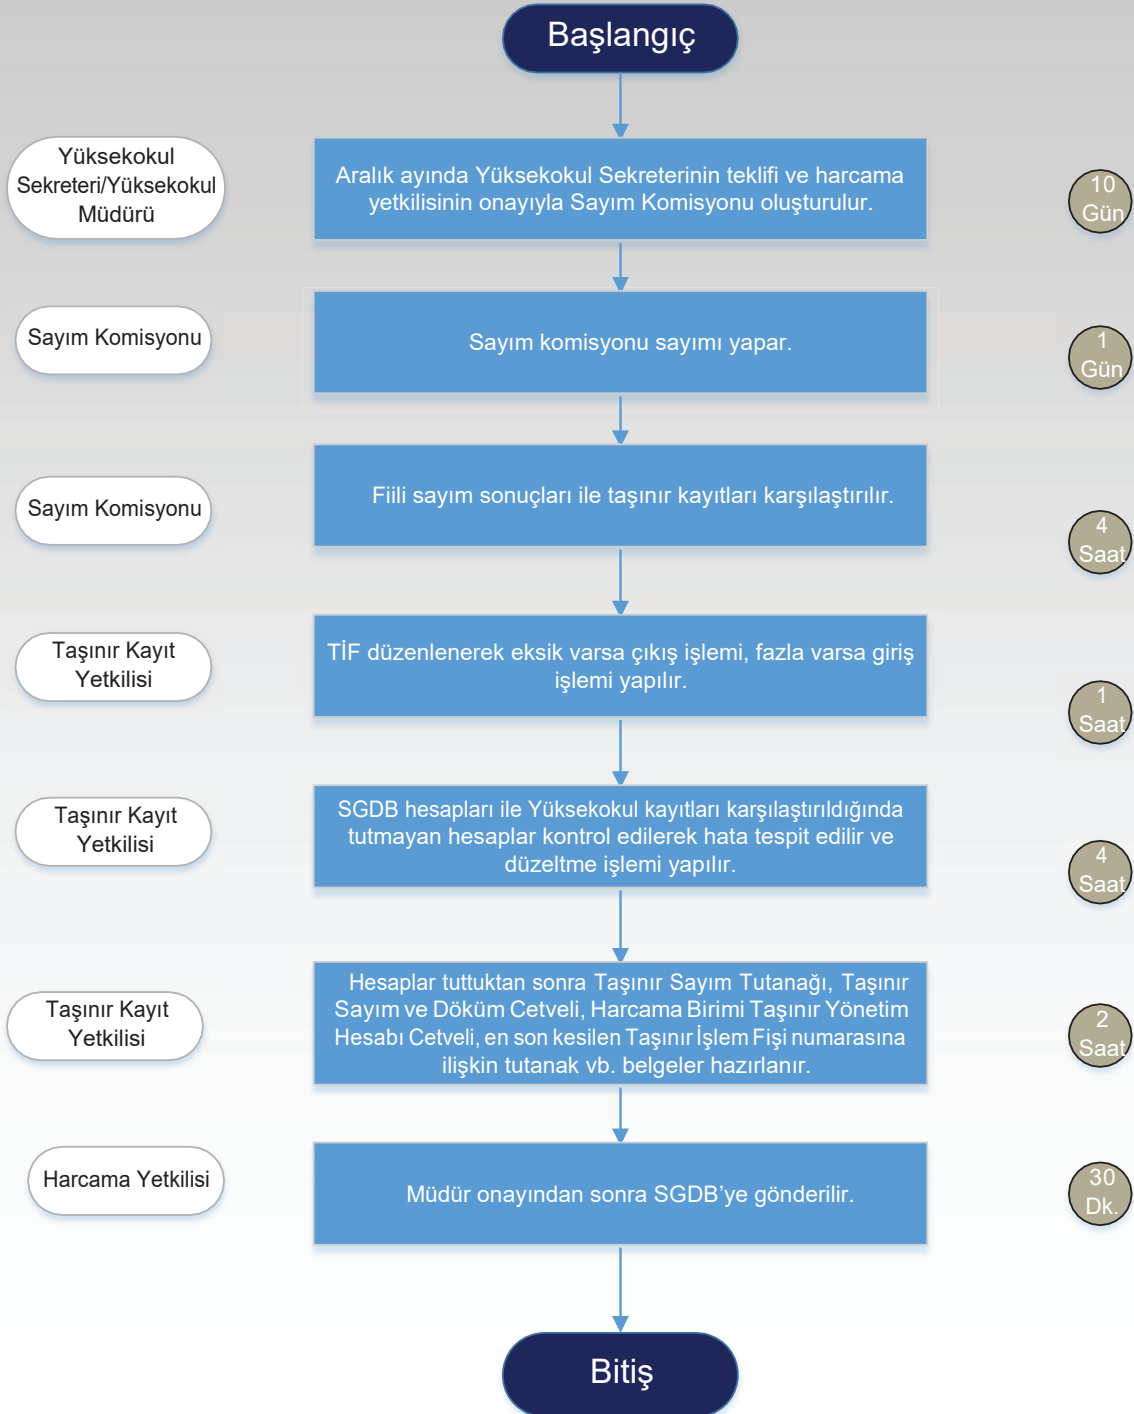 Başlangıç
Yüksekokul
Sekreteri/Yüksekokul
Müdürü
Aralık ayında Yüksekokul Sekreterinin teklifi ve harcama
yetkilisinin onayıyla Sayım Komisyonu oluşturulur.
10
Gün
Sayım Komisyonu
Sayım komisyonu sayımı yapar.
1
Gün
Sayım Komisyonu
Fiili sayım sonuçları ile taşınır kayıtları karşılaştırılır.
4
Saat
Taşınır Kayıt
Yetkilisi
TİF düzenlenerek eksik varsa çıkış işlemi, fazla varsa giriş
işlemi yapılır.
1
Saat
Taşınır Kayıt
Yetkilisi
SGDB hesapları ile Yüksekokul kayıtları karşılaştırıldığında
tutmayan hesaplar kontrol edilerek hata tespit edilir ve
düzeltme işlemi yapılır.
4
Saat
Taşınır Kayıt
Yetkilisi
Hesaplar tuttuktan sonra Taşınır Sayım Tutanağı, Taşınır
Sayım ve Döküm Cetveli, Harcama Birimi Taşınır Yönetim
Hesabı Cetveli, en son kesilen Taşınır İşlem Fişi numarasına
ilişkin tutanak vb. belgeler hazırlanır.
2
Saat
Harcama Yetkilisi
Müdür onayından sonra SGDB’ye gönderilir.
30
Dk.
Bitiş